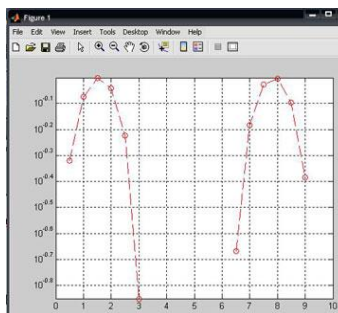 Figure 1
File Edit View Insert Tools Desktop Window Help
10^-0.1
10^-0.2
10^-0.3
10^-0.4
10^-0.5
10^-0.6
10^-0.7
10^-0.8
0 1 2 3 4 5 6 7 8 9 10